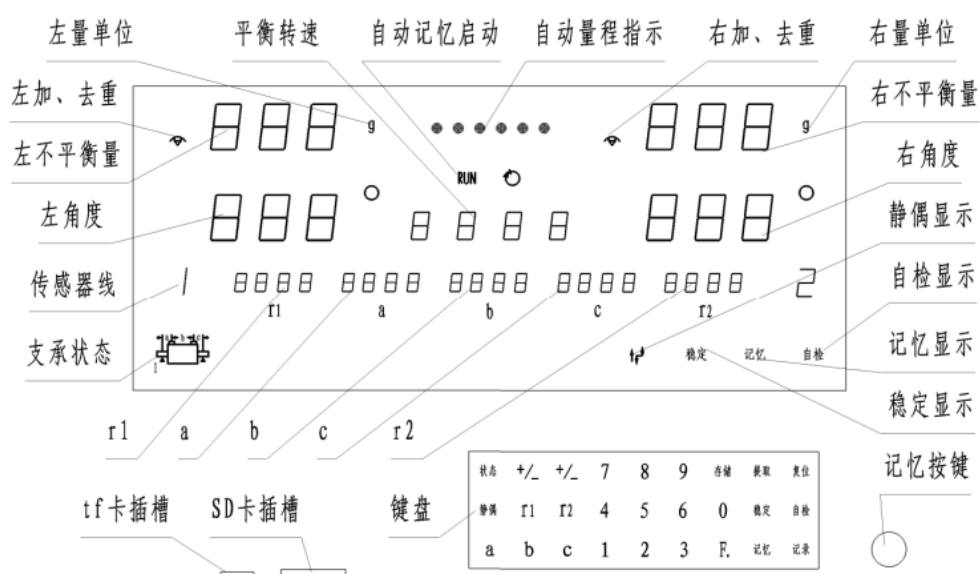 左量单位 平衡转速 自动记忆启动 自动量程指示 右加、去重 右量单位
左加、去重 右不平衡量
g g
左不平衡量 右角度
RUN
左角度 静偶显示
传感器线 1 2 自检显示
r1 a b c r2
支承状态 a b c 稳定 记忆 自检 记忆显示
1
稳定显示
r1 a b c r2
记忆按键
状态 +/- +/- 7 8 9 存储 提取 复位
tf卡插槽 SD卡插槽 键盘
静偶 r1 r2 4 5 6 0 稳定 自检
a b c 1 2 3 F. 记忆 记录